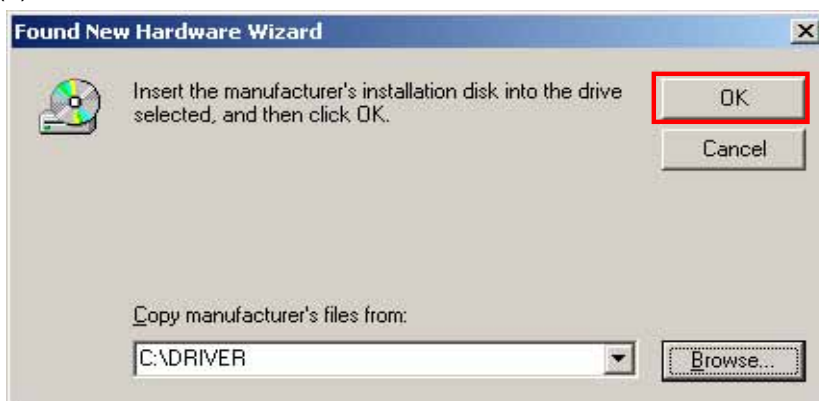 Found New Hardware Wizard
Insert the manufacturer's installation disk into the drive
selected, and then click OK.
OK
Cancel
Copy manufacturer's files from:
C:\DRIVER
Browse...